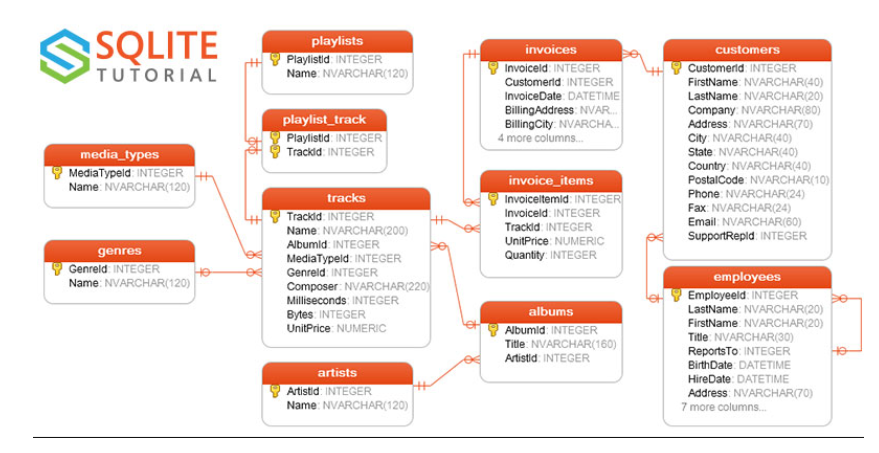 SQLITE
TUTORIAL
playlists
PlaylistId: INTEGER
Name: NVARCHAR(120)
playlist_track
PlaylistId: INTEGER
TrackId: INTEGER
media_types
MediaTypeId: INTEGER
Name: NVARCHAR(120)
genres
GenreId: INTEGER
Name: NVARCHAR(120)
tracks
TrackId: INTEGER
Name: NVARCHAR(200)
AlbumId: INTEGER
MediaTypeId: INTEGER
GenreId: INTEGER
Composer: NVARCHAR(220)
Milliseconds: INTEGER
Bytes: INTEGER
UnitPrice: NUMERIC
artists
ArtistId: INTEGER
Name: NVARCHAR(120)
invoices
InvoiceId: INTEGER
CustomerId: INTEGER
InvoiceDate: DATETIME
BillingAddress: NVAR...
BillingCity: NVARCHA...
4 more columns...
invoice_items
InvoiceItemId: INTEGER
InvoiceId: INTEGER
TrackId: INTEGER
UnitPrice: NUMERIC
Quantity: INTEGER
albums
AlbumId: INTEGER
Title: NVARCHAR(160)
ArtistId: INTEGER
customers
CustomerId: INTEGER
FirstName: NVARCHAR(40)
LastName: NVARCHAR(20)
Company: NVARCHAR(80)
Address: NVARCHAR(70)
City: NVARCHAR(40)
State: NVARCHAR(40)
Country: NVARCHAR(40)
PostalCode: NVARCHAR(10)
Phone: NVARCHAR(24)
Fax: NVARCHAR(24)
Email: NVARCHAR(60)
SupportRepId: INTEGER
employees
EmployeeId: INTEGER
LastName: NVARCHAR(20)
FirstName: NVARCHAR(20)
Title: NVARCHAR(30)
ReportsTo: INTEGER
BirthDate: DATETIME
HireDate: DATETIME
Address: NVARCHAR(70)
7 more columns...